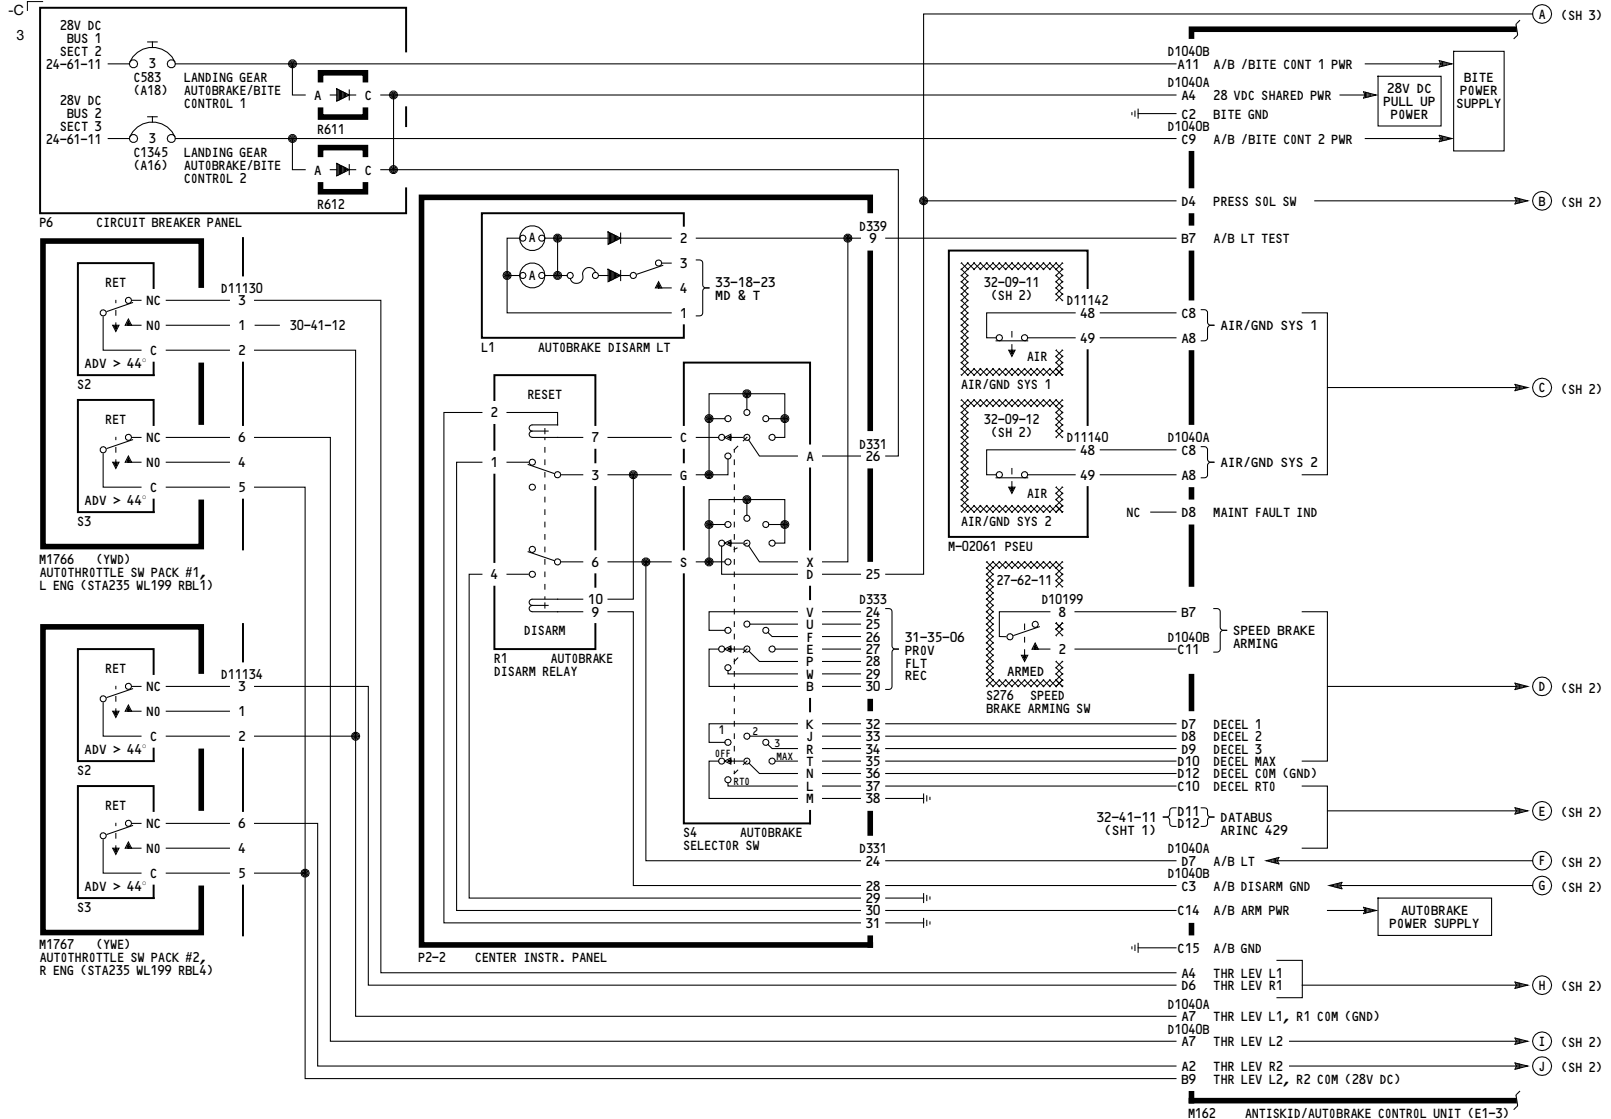 -C
3
28V DC
BUS 1
SECT 2
24-61-11
3
C583
(A18)
LANDING GEAR
AUTOBRAKE/BITE
CONTROL 1
A C
R611
28V DC
BUS 2
SECT 3
24-61-11
3
C1345
(A16)
LANDING GEAR
AUTOBRAKE/BITE
CONTROL 2
A C
R612
P6 CIRCUIT BREAKER PANEL
RET
NC
NO
C
ADV > 44°
S2
D11130
3
1 30-41-12
2
RET
NC
NO
C
ADV > 44°
S3
6
4
5
M1766 (YWD)
AUTOTHROTTLE SW PACK #1,
L ENG (STA235 WL199 RBL1)
RET
NC
NO
C
ADV > 44°
S2
D11134
3
1
2
RET
NC
NO
C
ADV > 44°
S3
6
4
5
M1767 (YWE)
AUTOTHROTTLE SW PACK #2,
R ENG (STA235 WL199 RBL4)
A
A
2
3
4
1
33-18-23
MD & T
L1 AUTOBRAKE DISARM LT
D339
9
RESET
2
7
1
3
6
4
10
9
DISARM
R1 AUTOBRAKE
DISARM RELAY
C
G
A
S
X
D
D331
26
25
V
U
F
E
P
W
B
D333
24
25
26
27
28
29
30
31-35-06
PROV
FLT
REC
1
2
3
OFF
MAX
RTO
K
J
R
T
N
L
M
32
33
34
35
36
37
38
S4 AUTOBRAKE
SELECTOR SW
D331
24
28
29
30
31
P2-2 CENTER INSTR. PANEL
32-09-11
(SH 2)
D11142
48
49
AIR
AIR/GND SYS 1
32-09-12
(SH 2)
D11140
48
49
AIR
AIR/GND SYS 2
M-02061 PSEU
27-62-11
D10199
8
2
ARMED
S276 SPEED
BRAKE ARMING SW
D1040B
A11 A/B /BITE CONT 1 PWR
D1040A
A4 28 VDC SHARED PWR
C2 BITE GND
D1040B
C9 A/B /BITE CONT 2 PWR
28V DC
PULL UP
POWER
BITE
POWER
SUPPLY
A (SH 3)
D4 PRESS SOL SW
B (SH 2)
B7 A/B LT TEST
C8
A8
AIR/GND SYS 1
D1040A
C8
A8
AIR/GND SYS 2
C (SH 2)
NC D8 MAINT FAULT IND
B7
D1040B
C11
SPEED BRAKE
ARMING
D (SH 2)
D7 DECEL 1
D8 DECEL 2
D9 DECEL 3
D10 DECEL MAX
D12 DECEL COM (GND)
C10 DECEL RTO
32-41-11
(SHT 1)
D11
D12
DATABUS
ARINC 429
E (SH 2)
D1040A
D7 A/B LT
F (SH 2)
D1040B
C3 A/B DISARM GND
G (SH 2)
C14 A/B ARM PWR
AUTOBRAKE
POWER SUPPLY
C15 A/B GND
A4 THR LEV L1
D6 THR LEV R1
H (SH 2)
D1040A
A7 THR LEV L1, R1 COM (GND)
D1040B
A7 THR LEV L2
I (SH 2)
A2 THR LEV R2
J (SH 2)
B9 THR LEV L2, R2 COM (28V DC)
M162 ANTISKID/AUTOBRAKE CONTROL UNIT (E1-3)